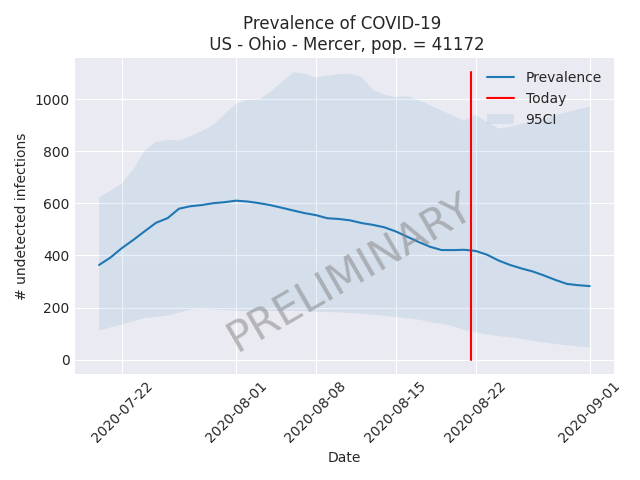 Prevalence of COVID-19
US - Ohio - Mercer, pop. = 41172
Prevalence
Today
95CI
# undetected infections
1000
800
600
400
200
0
PRELIMINARY
2020-07-22
2020-08-01
2020-08-08
2020-08-15
2020-08-22
2020-09-01
Date